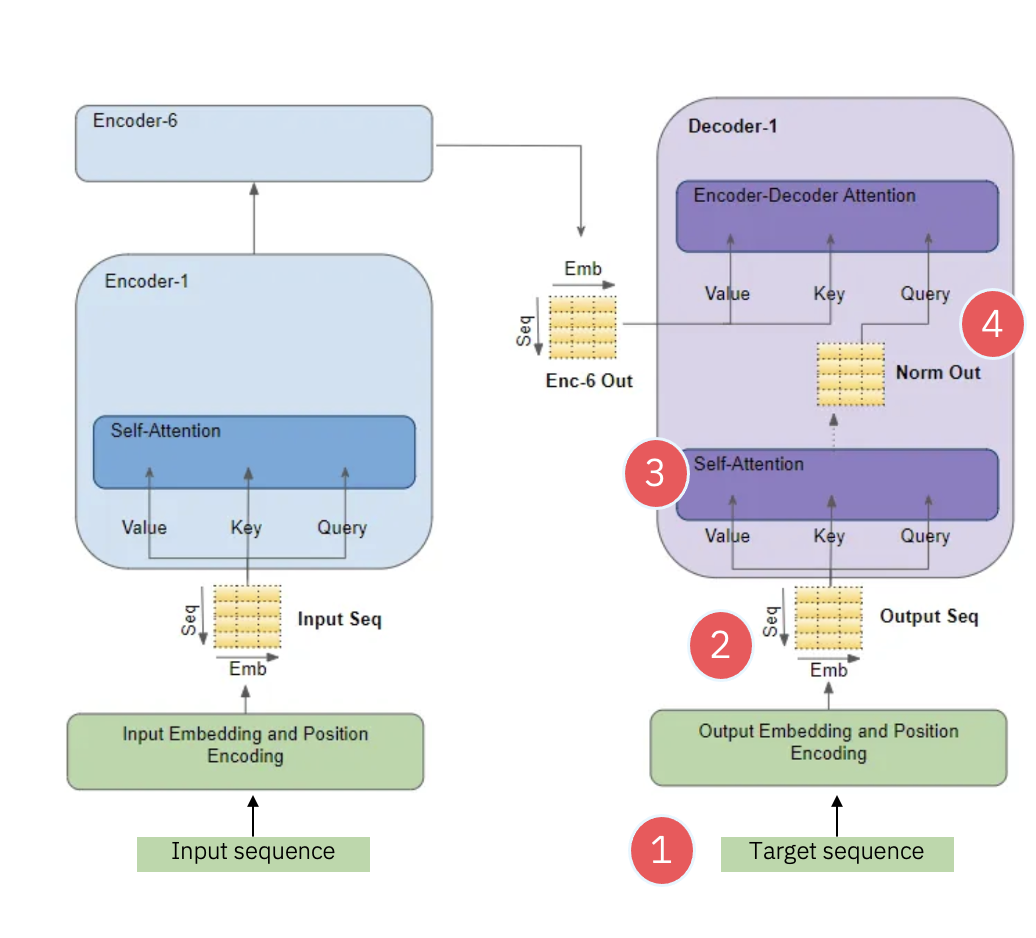 Encoder-6
Encoder-1
Self-Attention
Value
Key
Query
Seq
Input Seq
Emb
Input Embedding and Position
Encoding
Input sequence
Emb
Seq
Enc-6 Out
Decoder-1
Encoder-Decoder Attention
Value
Key
Query
4
Norm Out
3
Self-Attention
Value
Key
Query
2
Seq
Output Seq
Emb
Output Embedding and Position
Encoding
1
Target sequence